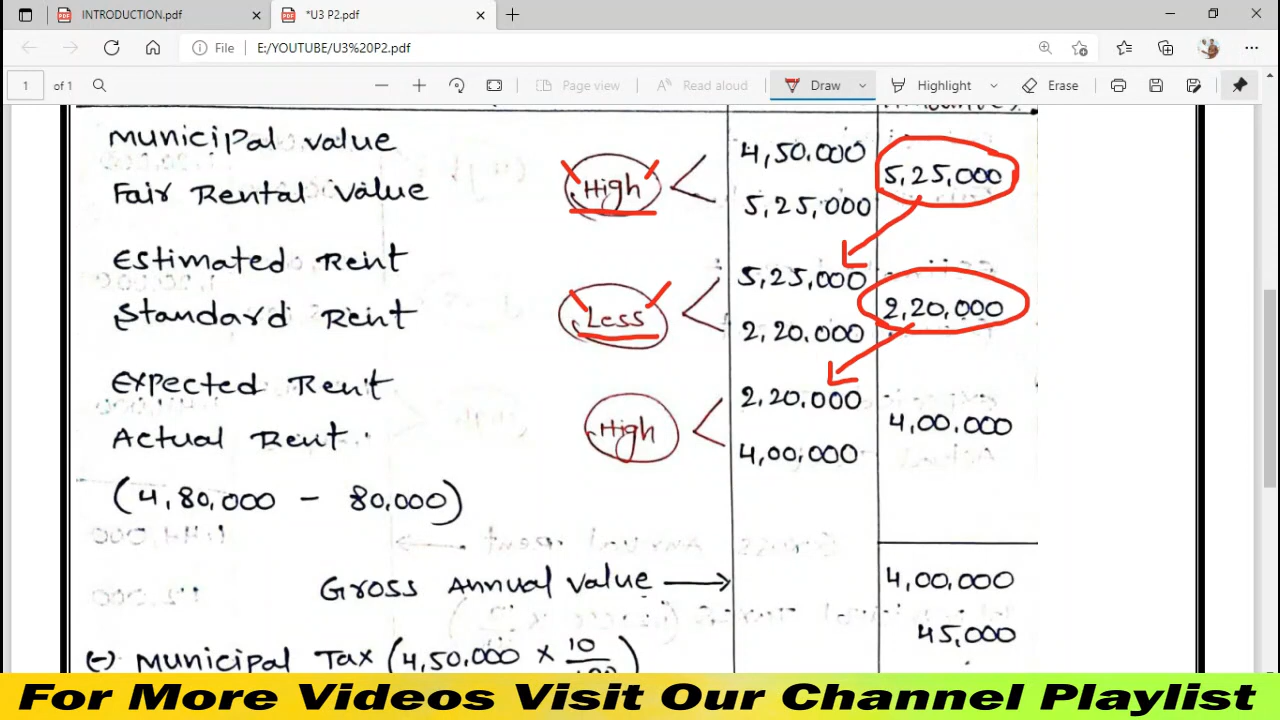 INTRODUCTION.pdf
*U3 P2.pdf
File E:/YOUTUBE/U3%20P2.pdf
1 of 1 Page view Read aloud Draw Highlight Erase
Municipal value High 4,50,000 5,25,000
Fair Rental Value 5,25,000
Estimated Rent 5,25,000
Standard Rent Less 2,20,000 2,20,000
Expected Rent 2,20,000
Actual Rent High 4,00,000 4,00,000
(4,80,000 - 80,000)
Gross Annual Value → 4,00,000
45,000
(-) Municipal Tax (4,50,000 × 10/100)
For More Videos Visit Our Channel Playlist